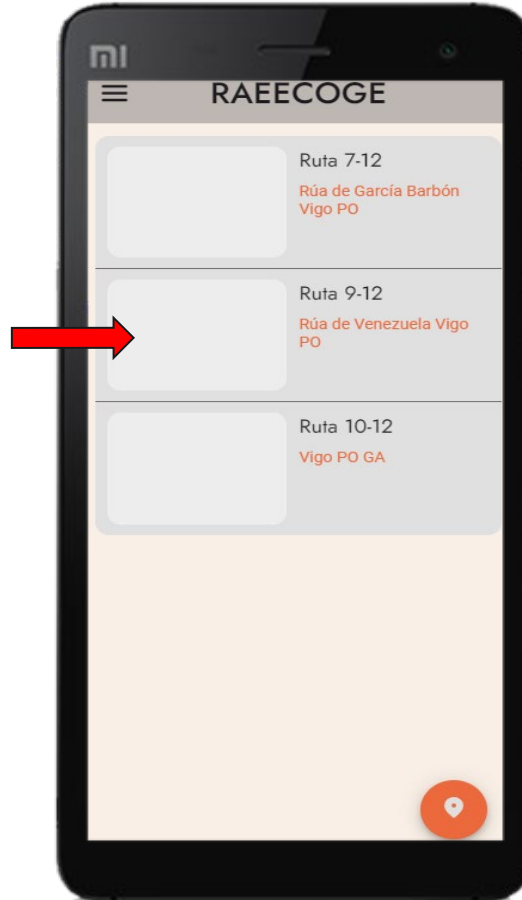 mi
RAEECOGE
Ruta 7-12
Rúa de García Barbón
Vigo PO
Ruta 9-12
Rúa de Venezuela Vigo
PO
Ruta 10-12
Vigo PO GA